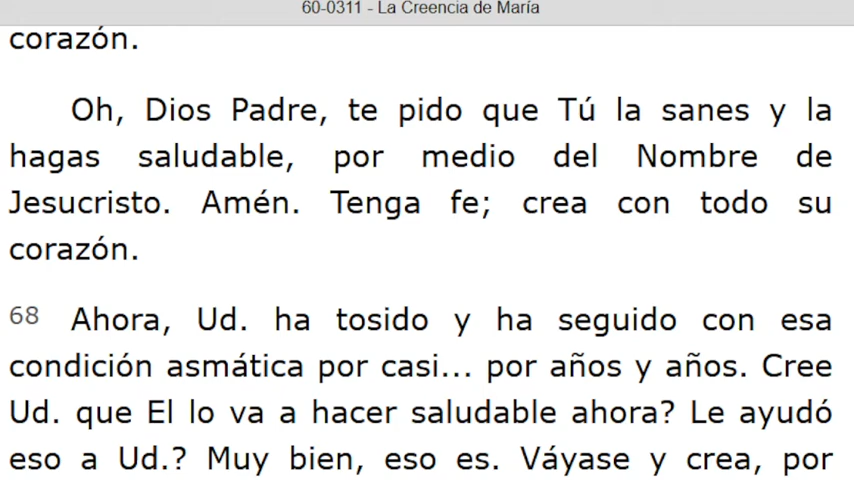 60-0311 - La Creencia de María
corazón.
Oh, Dios Padre, te pido que Tú la sanes y la
hagas saludable, por medio del Nombre de
Jesucristo. Amén. Tenga fe; crea con todo su
corazón.
68 Ahora, Ud. ha tosido y ha seguido con esa
condición asmática por casi... por años y años. Cree
Ud. que El lo va a hacer saludable ahora? Le ayudó
eso a Ud.? Muy bien, eso es. Váyase y crea, por